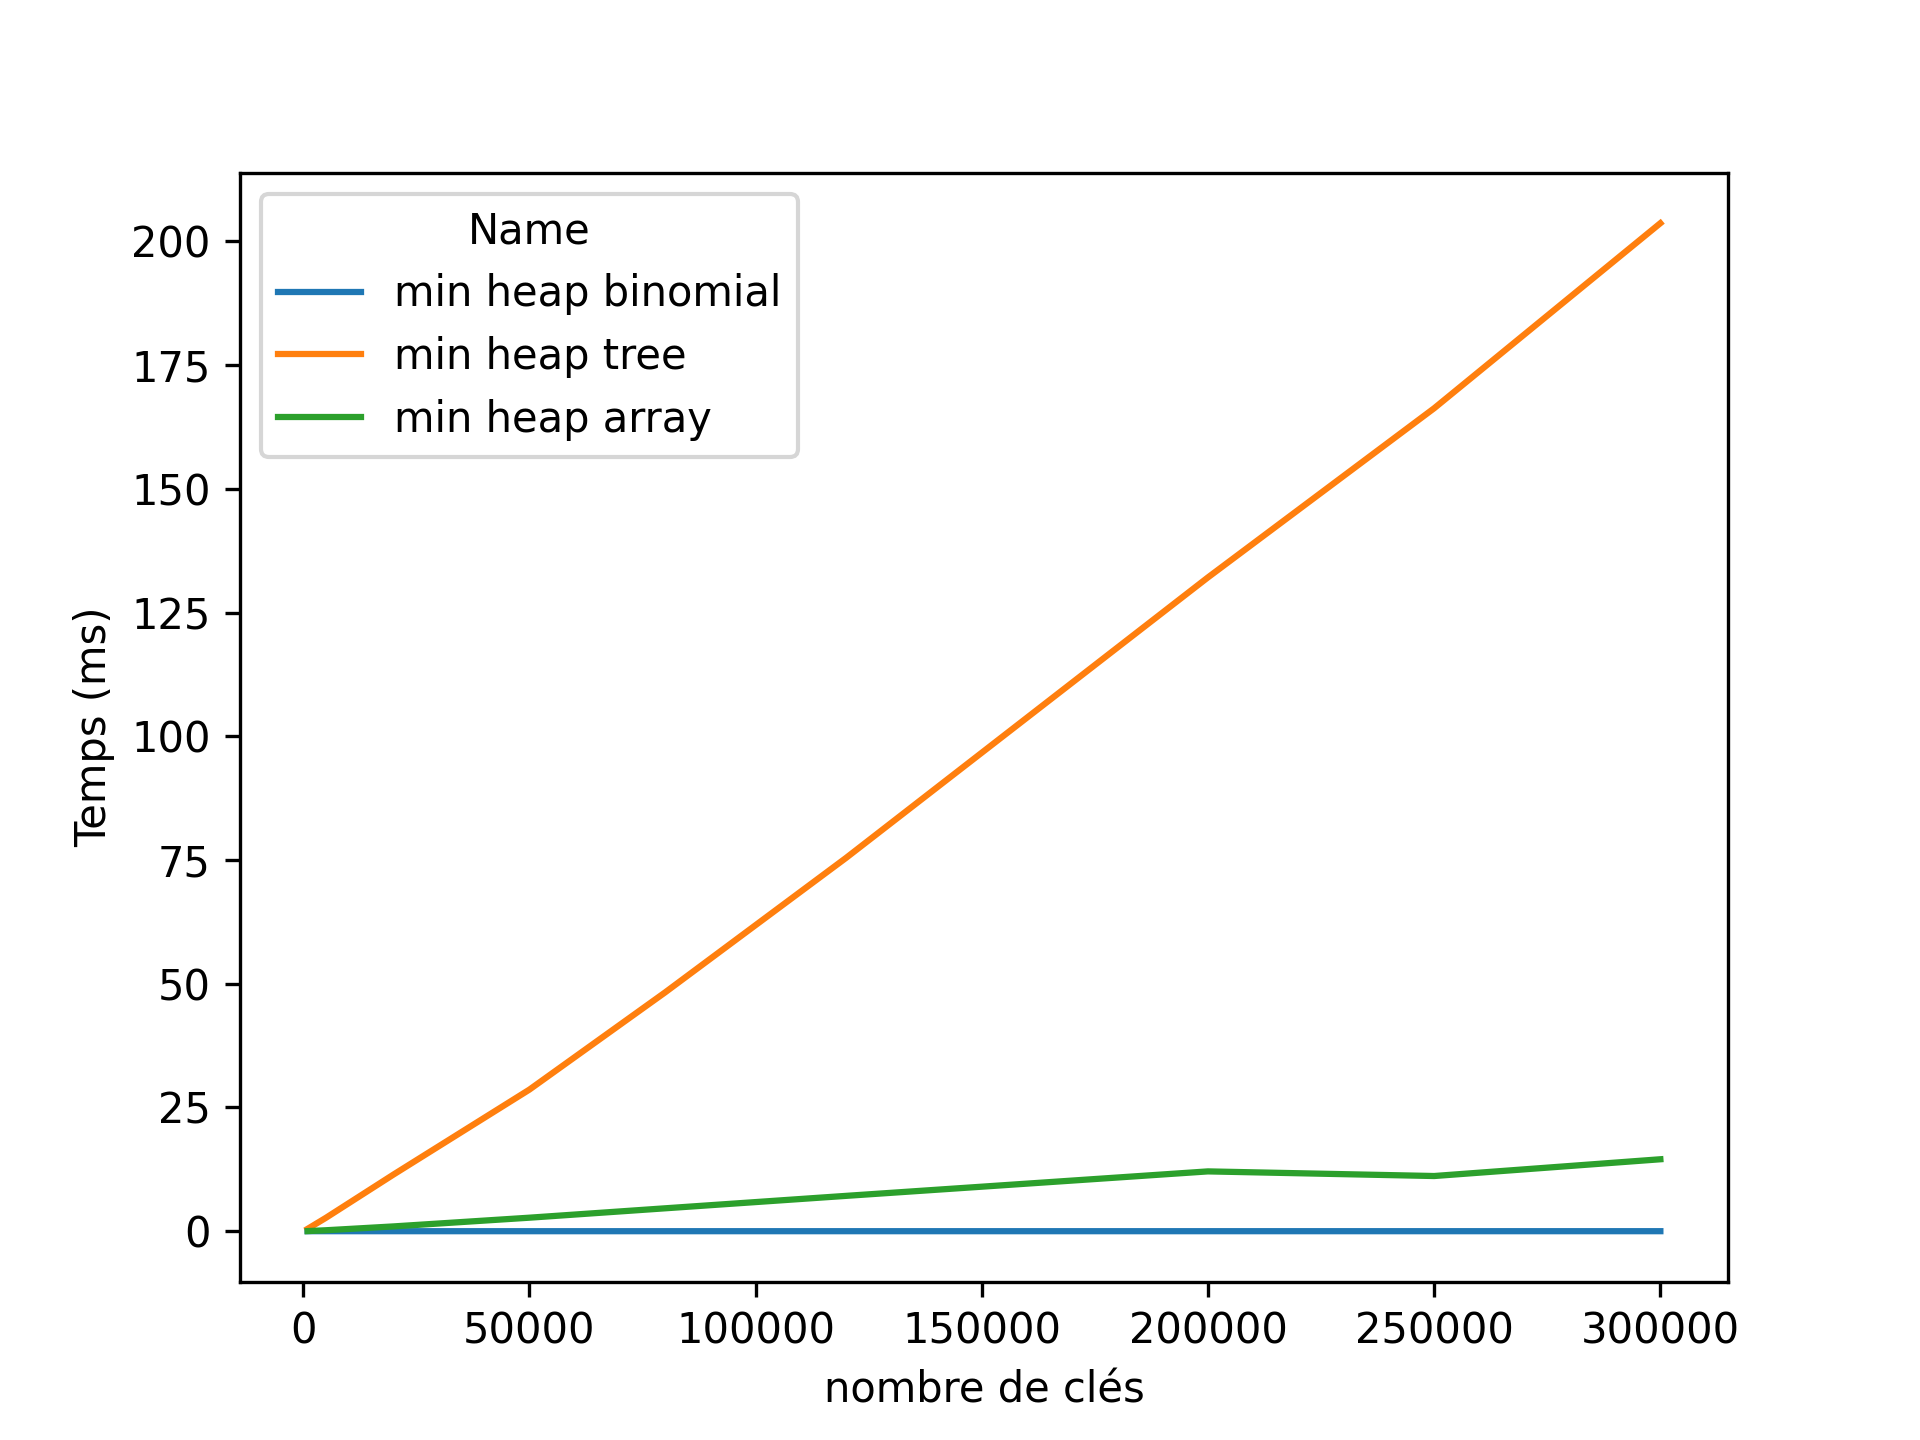 Name
min heap binomial
min heap tree
min heap array
200
175
150
125
100
75
50
25
0
Temps (ms)
0 50000 100000 150000 200000 250000 300000
nombre de clés